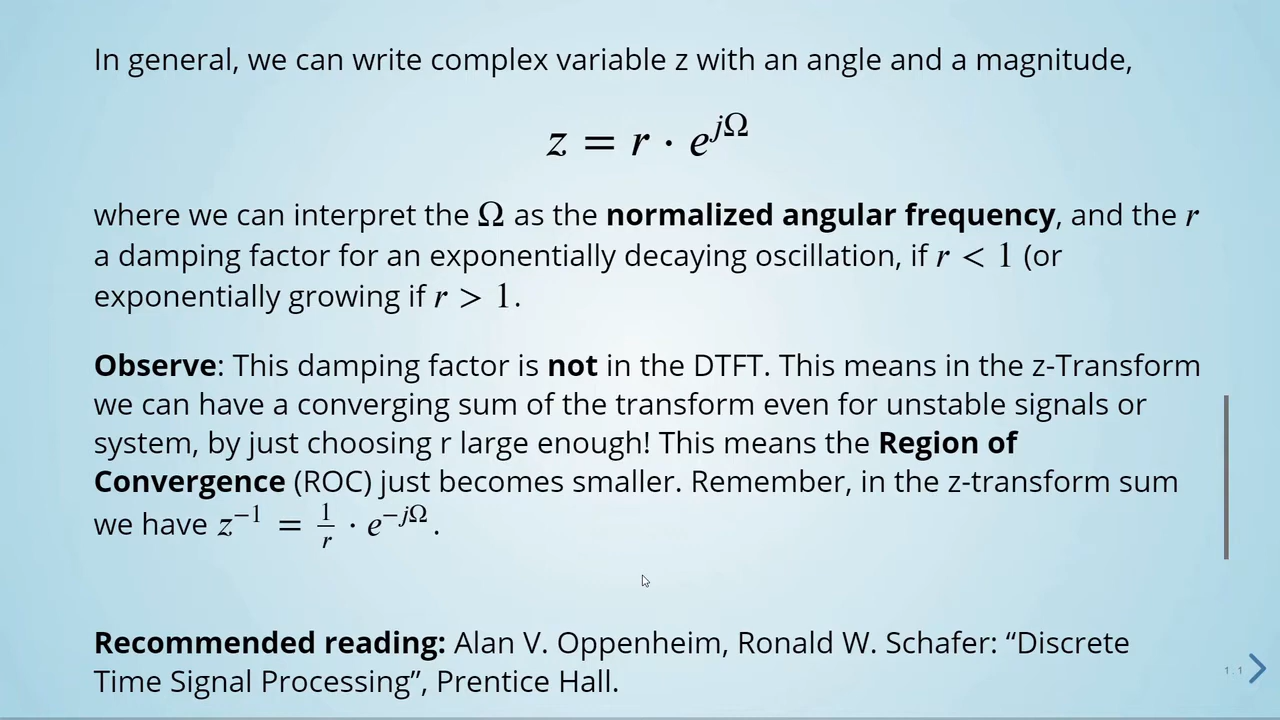 In general, we can write complex variable z with an angle and a magnitude,
z = r · e^{jΩ}
where we can interpret the Ω as the normalized angular frequency, and the r
a damping factor for an exponentially decaying oscillation, if r < 1 (or
exponentially growing if r > 1.
Observe: This damping factor is not in the DTFT. This means in the z-Transform
we can have a converging sum of the transform even for unstable signals or
system, by just choosing r large enough! This means the Region of
Convergence (ROC) just becomes smaller. Remember, in the z-transform sum
we have z^{-1} = \frac{1}{r} · e^{-jΩ}.
Recommended reading: Alan V. Oppenheim, Ronald W. Schafer: “Discrete
Time Signal Processing”, Prentice Hall.
1.1